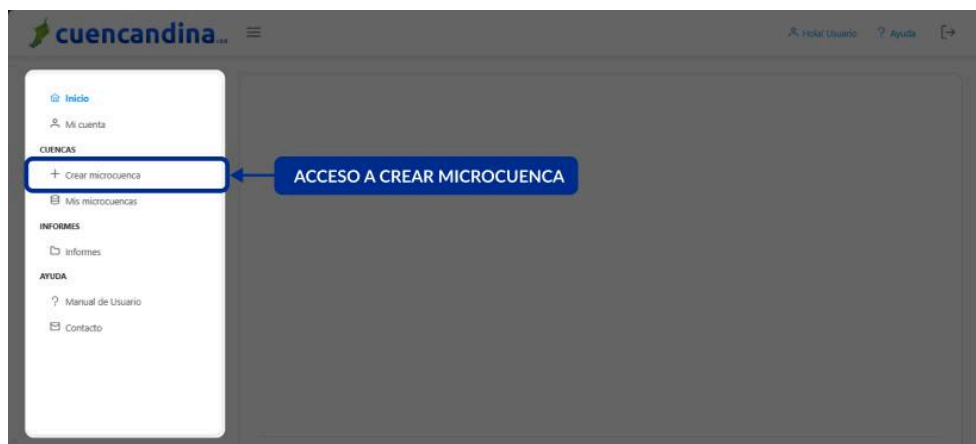 cuencandina
Hola! Usuario
? Ayuda
Inicio
Mi cuenta
CUENCAS
+ Crear microcuenca
ACCESO A CREAR MICROCUENCA
Mis microcuencas
INFORMES
Informes
AYUDA
? Manual de Usuario
Contacto